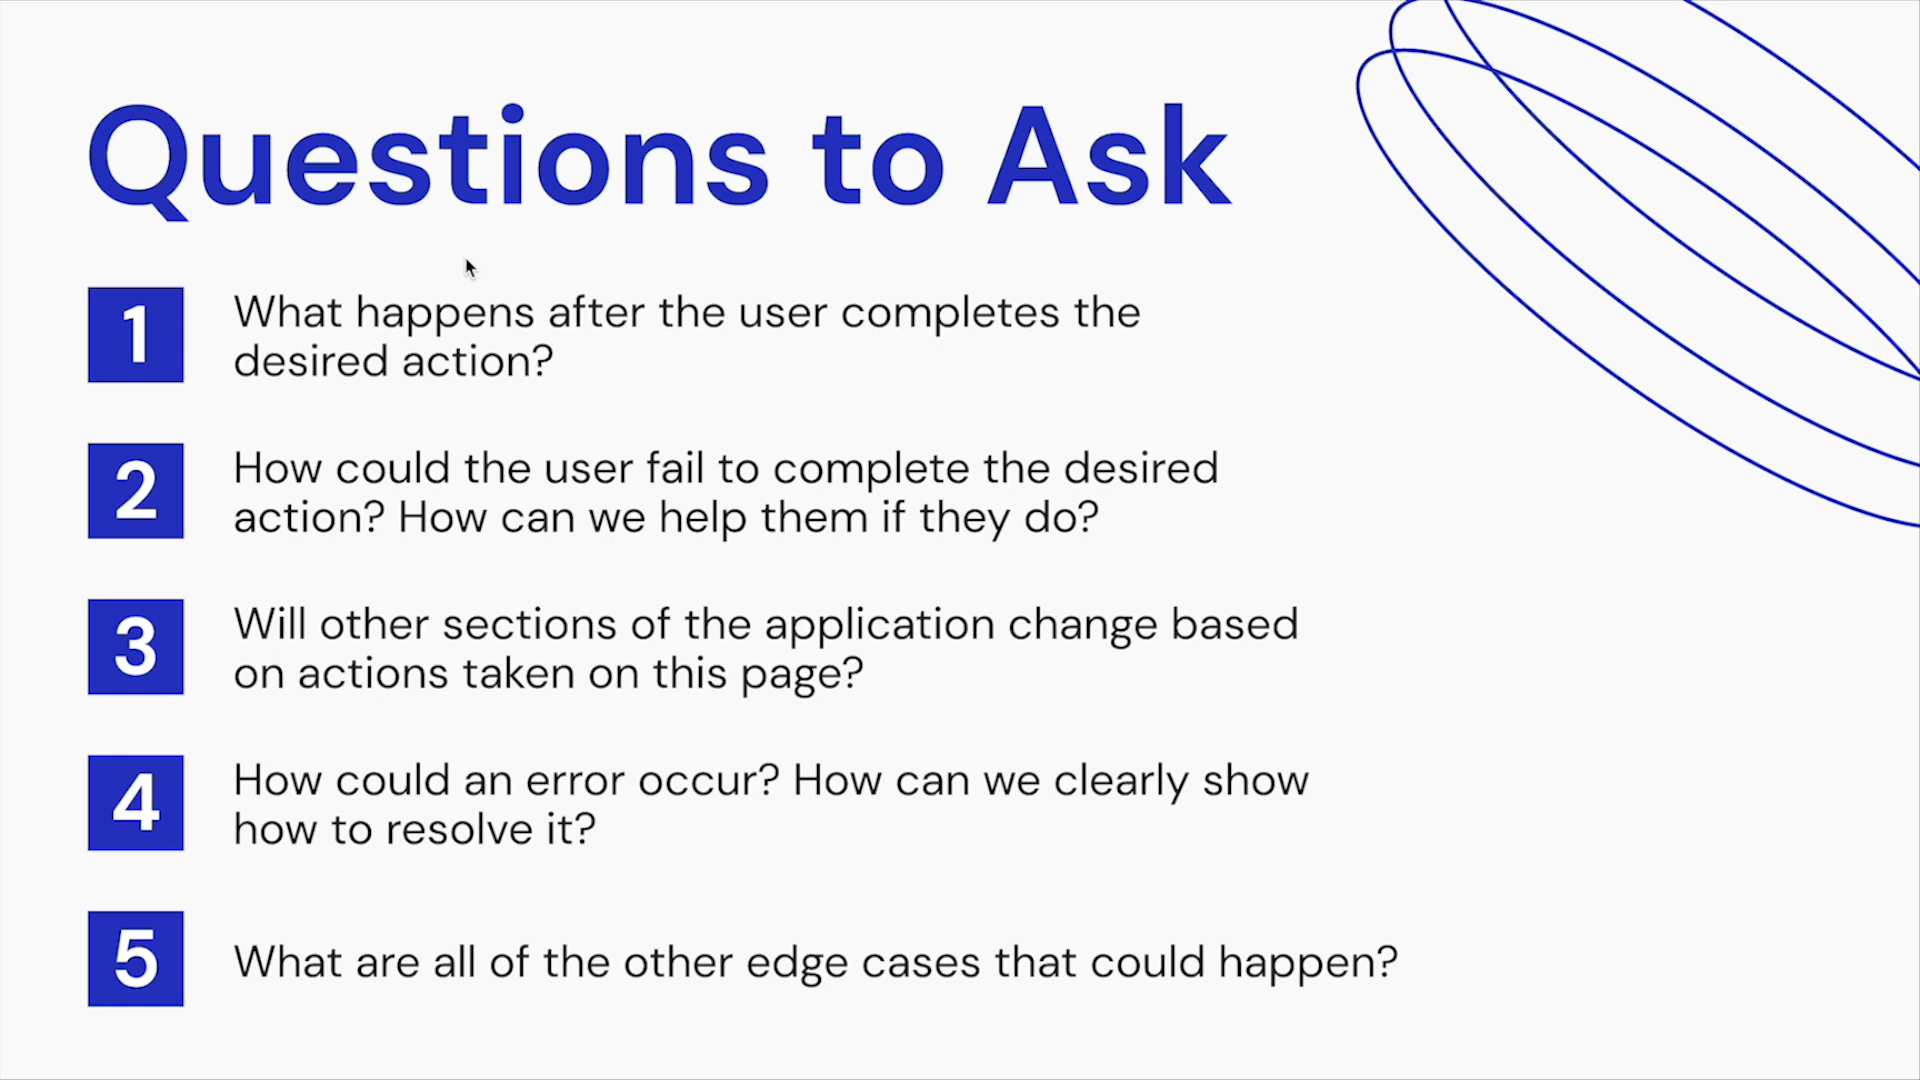 Questions to Ask
1
What happens after the user completes the
desired action?
2
How could the user fail to complete the desired
action? How can we help them if they do?
3
Will other sections of the application change based
on actions taken on this page?
4
How could an error occur? How can we clearly show
how to resolve it?
5
What are all of the other edge cases that could happen?